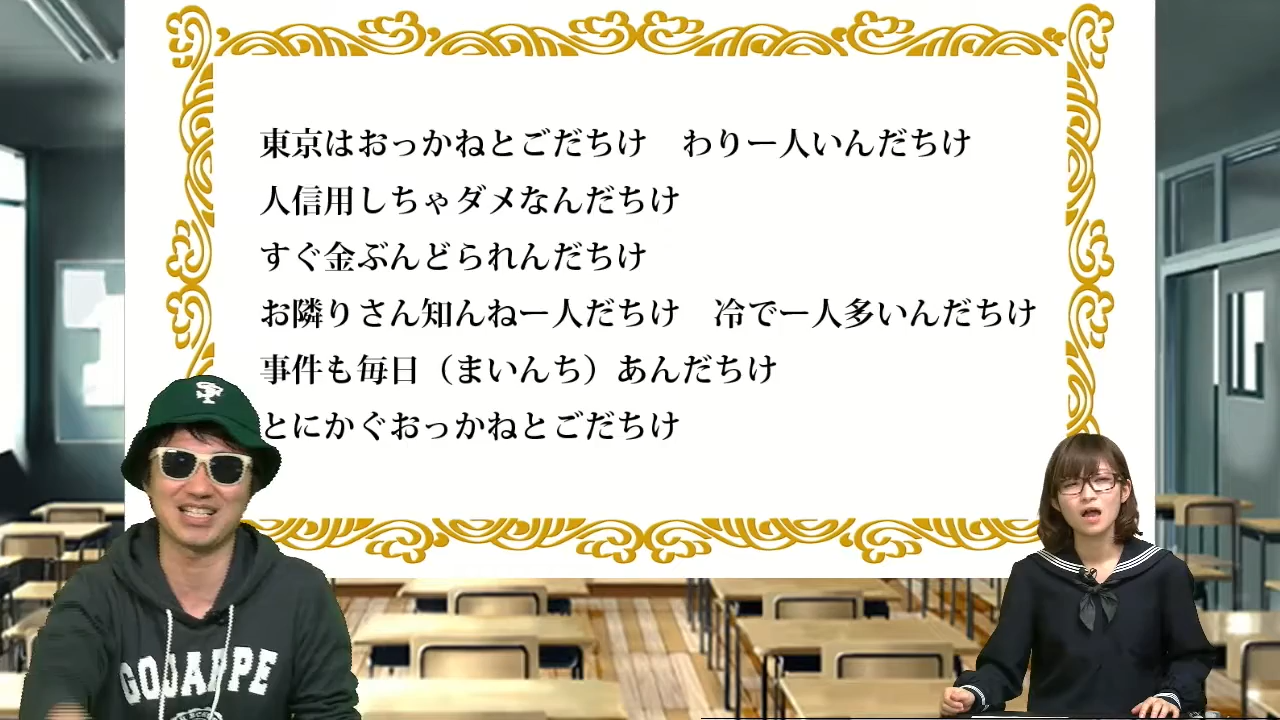 東京はおっかねとごだちけ　わりー人いんだちけ
人信用しちゃダメなんだちけ
すぐ金ぶんどられんだちけ
お隣りさん知んねー人だちけ　冷でー人多いんだちけ
事件も毎日（まいんち）あんだちけ
とにかぐおっかねとごだちけ